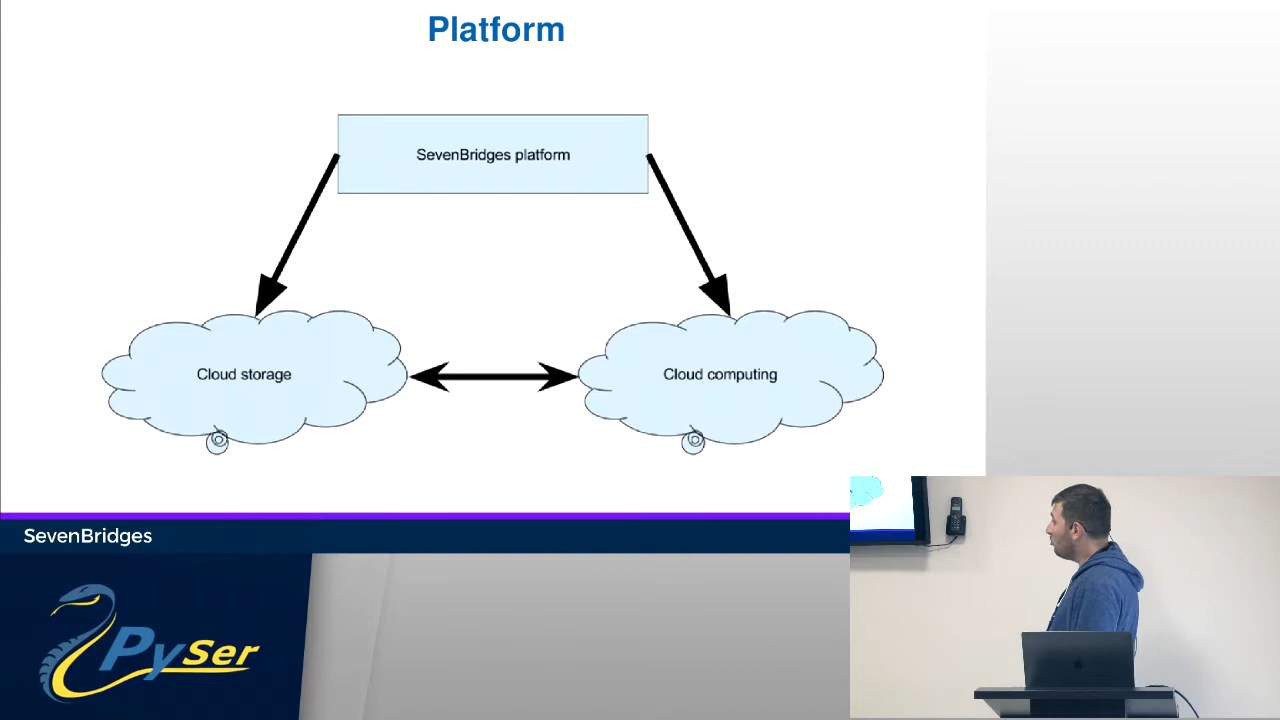 Platform
SevenBridges platform
Cloud storage
Cloud computing
SevenBridges
PySer